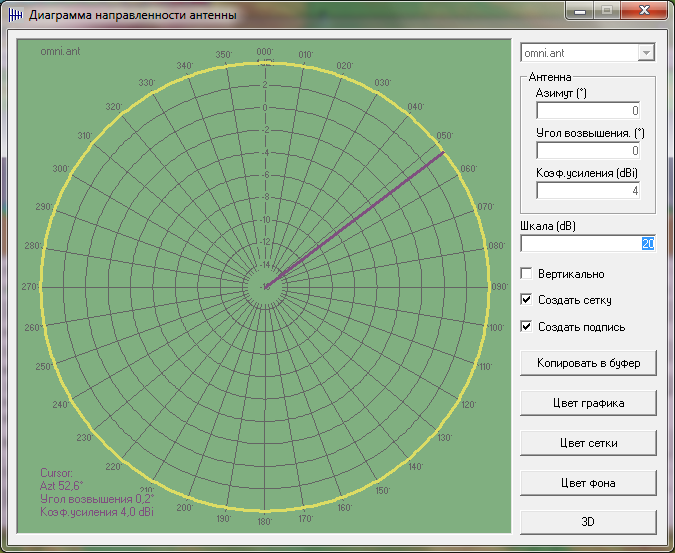 Диаграмма направленности антенны
omni.ant
omni.ant
Антенна
Азимут (°)
0
Угол возвышения. (°)
0
Коэф.усиления (dBi)
4
Шкала (dB)
20
Вертикально
Создать сетку
Создать подпись
Копировать в буфер
Цвет графика
Цвет сетки
Цвет фона
3D
000°
010°
020°
030°
040°
050°
060°
070°
080°
090°
100°
110°
120°
130°
140°
150°
160°
170°
180°
190°
200°
210°
220°
230°
240°
250°
260°
270°
280°
290°
300°
310°
320°
330°
340°
350°
2
0
-2
-4
-6
-8
-10
-12
-14
Cursor:
Azt 52,6°
Угол возвышения 0,2°
Коэф.усиления 4,0 dBi